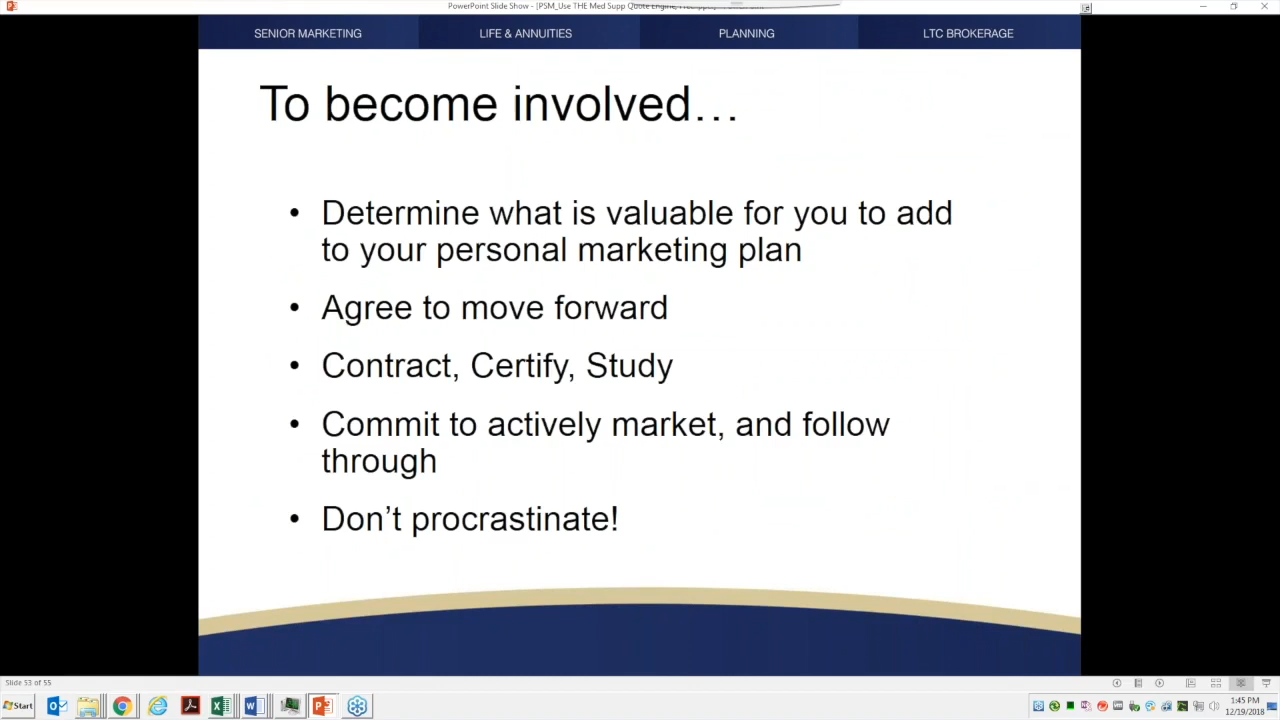 PowerPoint Slide Show - [PSM_Use THE Med Supp Quote Engine,
SENIOR MARKETING
LIFE & ANNUITIES
PLANNING
LTC BROKERAGE
To become involved…
• Determine what is valuable for you to add
to your personal marketing plan
• Agree to move forward
• Contract, Certify, Study
• Commit to actively market, and follow
through
• Don’t procrastinate!
Slide 53 of 55
Start
1:45 PM
12/19/2018